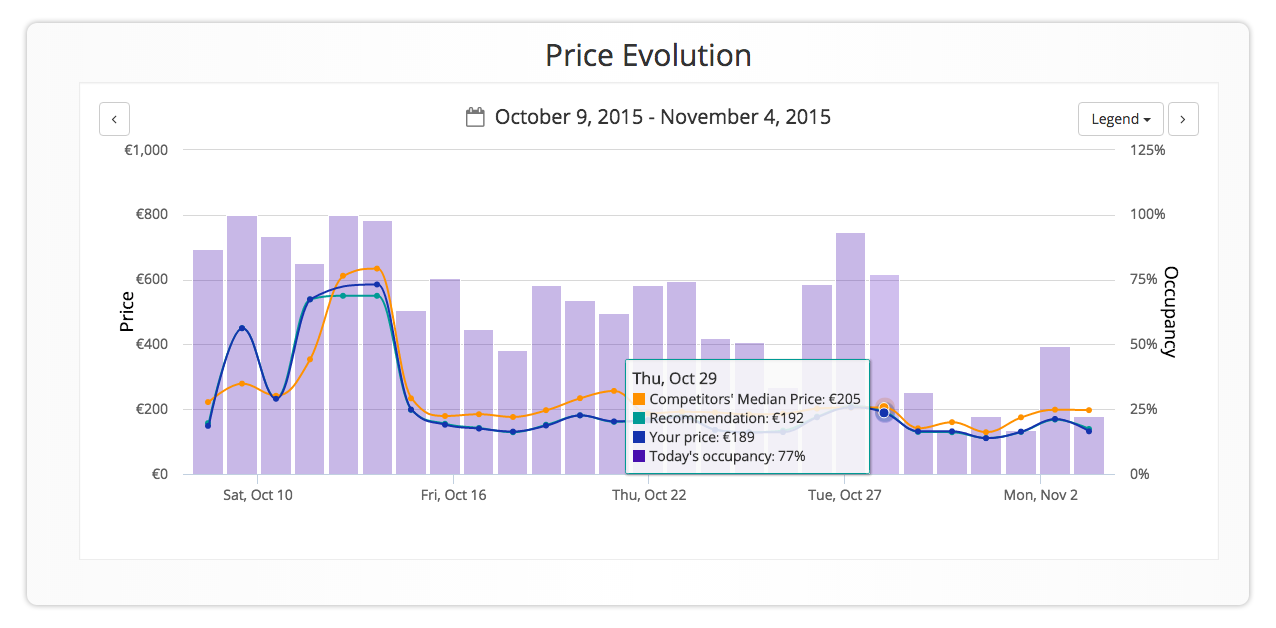 Price Evolution
‹
October 9, 2015 - November 4, 2015
Legend
›
€1,000
125%
€800
100%
€600
75%
€400
50%
€200
25%
€0
0%
Price
Occupancy
Thu, Oct 29
Competitors' Median Price: €205
Recommendation: €192
Your price: €189
Today's occupancy: 77%
Sat, Oct 10
Fri, Oct 16
Thu, Oct 22
Tue, Oct 27
Mon, Nov 2